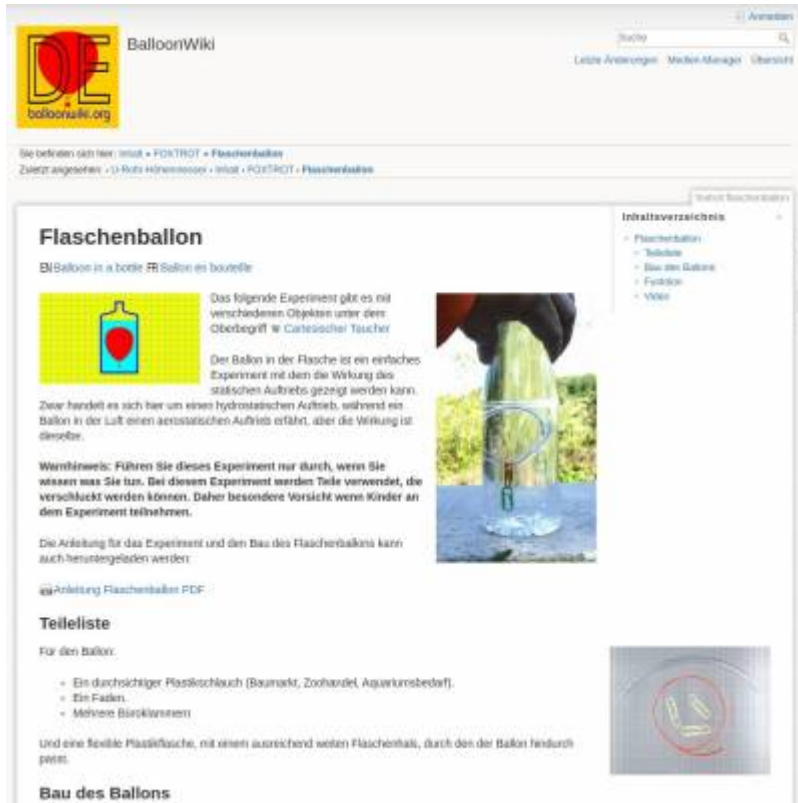 Anmelden
DE
balloonwiki.org
BalloonWiki
Suche
Letzte Änderungen Medien-Manager Übersicht
Sie befinden sich hier: Inhalt » FOXTROT » Flaschenballon
Zuletzt angesehen: • U-Rohr Höhenmesser • Inhalt • FOXTROT • Flaschenballon
foxtrot:flaschenballon
Inhaltsverzeichnis
Flaschenballon
Teileliste
Bau des Ballons
Funktion
Video
Flaschenballon
EN Balloon in a bottle FR Ballon en bouteille
Das folgende Experiment gibt es mit
verschiedenen Objekten unter dem
Oberbegriff Cartesischer Taucher
Der Ballon in der Flasche ist ein einfaches
Experiment mit dem die Wirkung des
statischen Auftriebs gezeigt werden kann.
Zwar handelt es sich hier um einen hydrostatischen Auftrieb, während ein
Ballon in der Luft einen aerostatischen Auftrieb erfährt, aber die Wirkung ist
dieselbe.
Warnhinweis: Führen Sie dieses Experiment nur durch, wenn Sie
wissen was Sie tun. Bei diesem Experiment werden Teile verwendet, die
verschluckt werden können. Daher besondere Vorsicht wenn Kinder an
dem Experiment teilnehmen.
Die Anleitung für das Experiment und den Bau des Flaschenballons kann
auch heruntergeladen werden:
Anleitung Flaschenballon PDF
Teileliste
Für den Ballon:
Ein durchsichtiger Plastikschlauch (Baumarkt, Zoohandel, Aquariumsbedarf).
Ein Faden.
Mehrere Büroklammern
Und eine flexible Plastikflasche, mit einem ausreichend weiten Flaschenhals, durch den der Ballon hindurch
passt.
Bau des Ballons